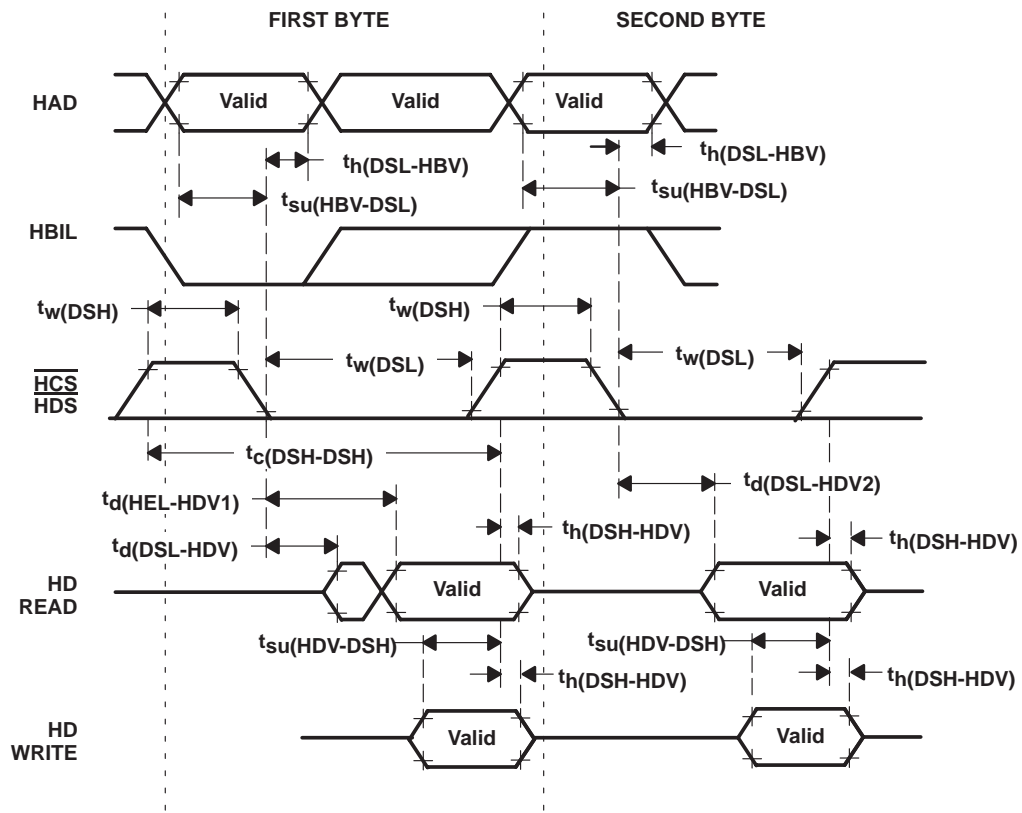 FIRST BYTE
SECOND BYTE
HAD
Valid
Valid
Valid
th(DSL-HBV)
th(DSL-HBV)
tsu(HBV-DSL)
tsu(HBV-DSL)
HBIL
tw(DSH)
tw(DSH)
tw(DSL)
tw(DSL)
HCS
HDS
tc(DSH-DSH)
td(DSL-HDV2)
td(HEL-HDV1)
th(DSH-HDV)
th(DSH-HDV)
td(DSL-HDV)
HD
READ
Valid
Valid
tsu(HDV-DSH)
tsu(HDV-DSH)
th(DSH-HDV)
th(DSH-HDV)
HD
WRITE
Valid
Valid